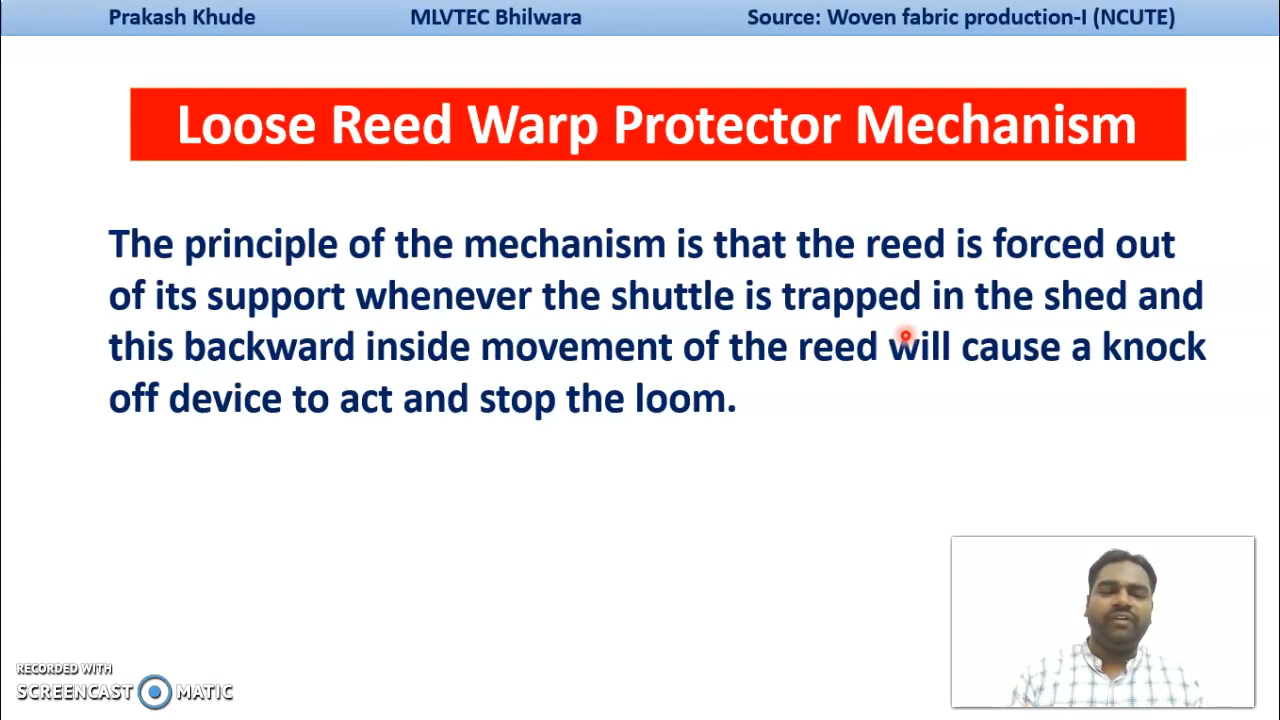 Prakash Khude MLVTEC Bhilwara Source: Woven fabric production-I (NCUTE)
Loose Reed Warp Protector Mechanism
The principle of the mechanism is that the reed is forced out
of its support whenever the shuttle is trapped in the shed and
this backward inside movement of the reed will cause a knock
off device to act and stop the loom.
RECORDED WITH
SCREENCAST MATIC